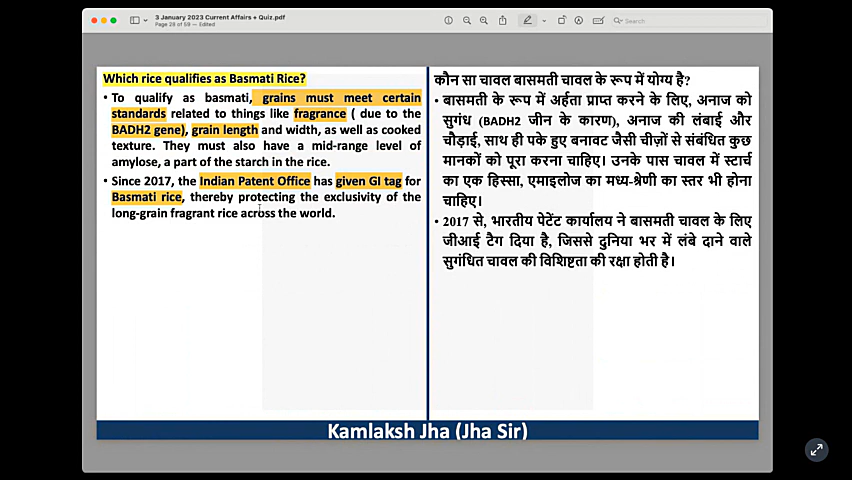 3 January 2023 Current Affairs + Quiz.pdf
Page 28 of 59 – Edited
Search
Which rice qualifies as Basmati Rice?
• To qualify as basmati, grains must meet certain
standards related to things like fragrance ( due to the
BADH2 gene), grain length and width, as well as cooked
texture. They must also have a mid-range level of
amylose, a part of the starch in the rice.
• Since 2017, the Indian Patent Office has given GI tag for
Basmati rice, thereby protecting the exclusivity of the
long-grain fragrant rice across the world.
कौन सा चावल बासमती चावल के रूप में योग्य है?
• बासमती के रूप में अर्हता प्राप्त करने के लिए, अनाज को
सुगंध (BADH2 जीन के कारण), अनाज की लंबाई और
चौड़ाई, साथ ही पके हुए बनावट जैसी चीज़ों से संबंधित कुछ
मानकों को पूरा करना चाहिए। उनके पास चावल में स्टार्च
का एक हिस्सा, एमाइलोज का मध्य-श्रेणी का स्तर भी होना
चाहिए।
• 2017 से, भारतीय पेटेंट कार्यालय ने बासमती चावल के लिए
जीआई टैग दिया है, जिससे दुनिया भर में लंबे दाने वाले
सुगंधित चावल की विशिष्टता की रक्षा होती है।
Kamlaksh Jha (Jha Sir)